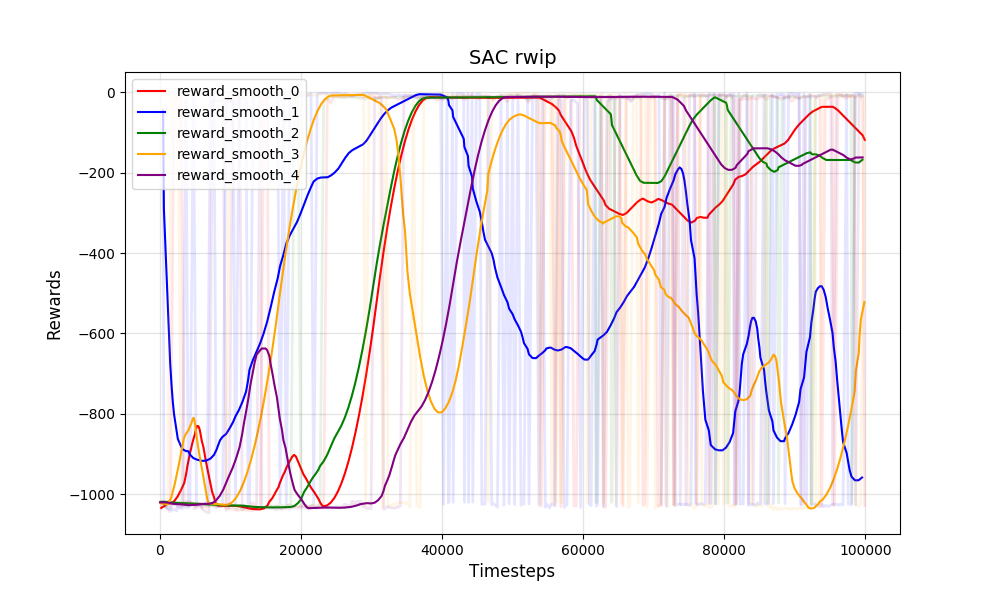 SAC rwip
reward_smooth_0
reward_smooth_1
reward_smooth_2
reward_smooth_3
reward_smooth_4
Rewards
0
−200
−400
−600
−800
−1000
0 20000 40000 60000 80000 100000
Timesteps